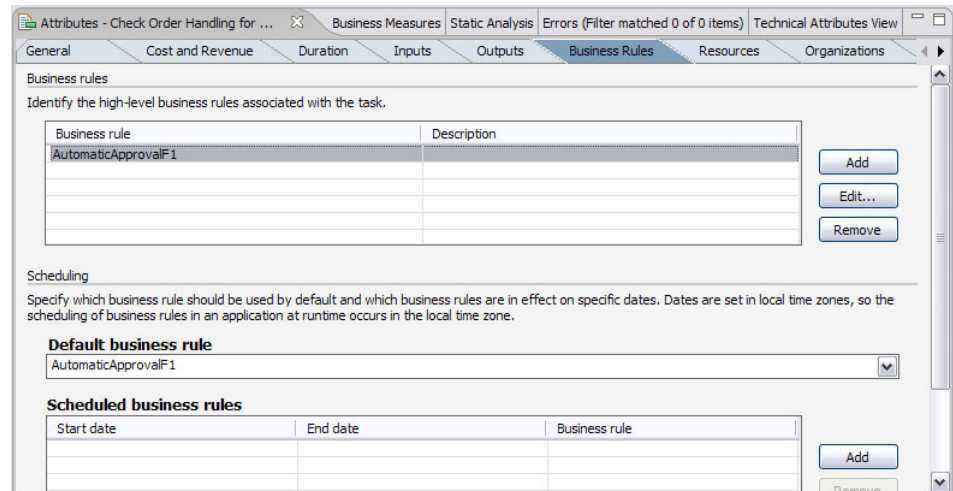 Attributes - Check Order Handling for ... Business Measures Static Analysis Errors (Filter matched 0 of 0 items) Technical Attributes View
General Cost and Revenue Duration Inputs Outputs Business Rules Resources Organizations
Business rules
Identify the high-level business rules associated with the task.
Business rule Description
AutomaticApprovalF1
Add
Edit...
Remove
Scheduling
Specify which business rule should be used by default and which business rules are in effect on specific dates. Dates are set in local time zones, so the
scheduling of business rules in an application at runtime occurs in the local time zone.
Default business rule
AutomaticApprovalF1
Scheduled business rules
Start date End date Business rule
Add
Remove